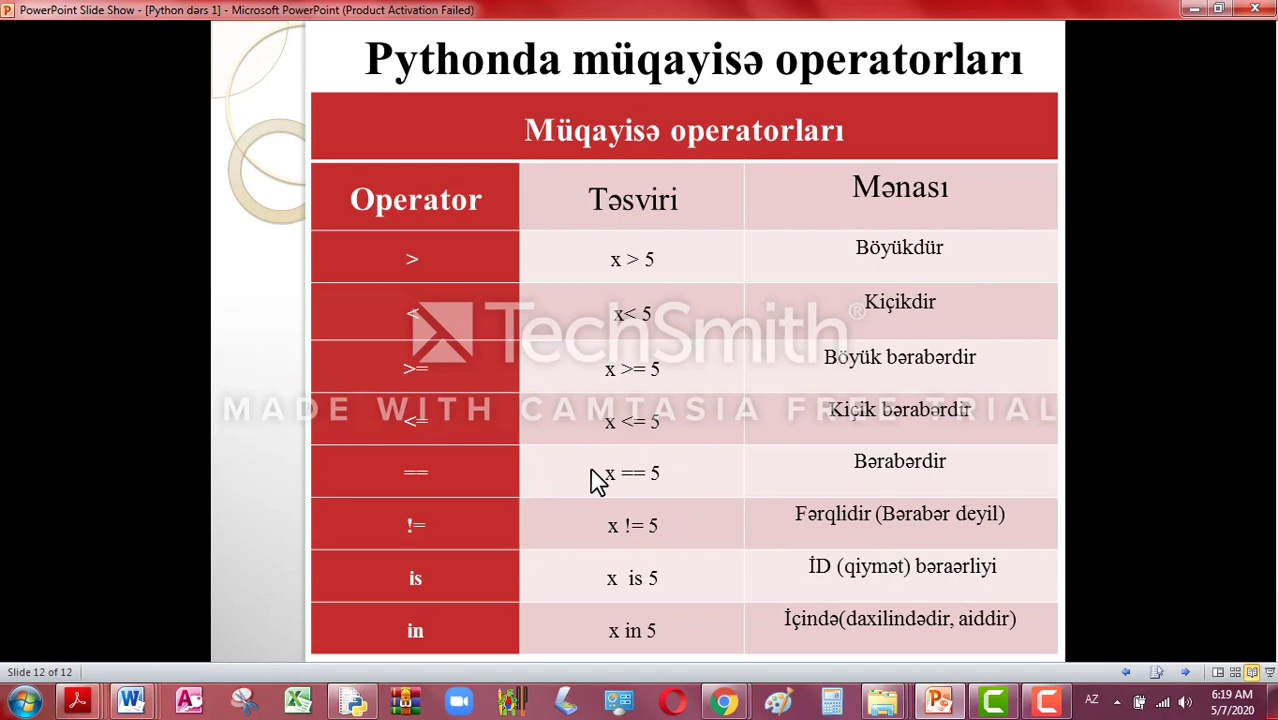 PowerPoint Slide Show - [Python dərs 1] - Microsoft PowerPoint (Product Activation Failed)
Pythonda müqayisə operatorları
Müqayisə operatorları
Operator Təsviri Mənası
> x > 5 Böyükdür
< x< 5 Kiçikdir
TechSmith®
>= x >= 5 Böyük bərabərdir
MADE WITH CAMTASIA FREE TRIAL
<= x <= 5 Kiçik bərabərdir
== x == 5 Bərabərdir
!= x != 5 Fərqlidir (Bərabər deyil)
is x is 5 İD (qiymət) bəraərliyi
in x in 5 İçində(daxilindədir, aiddir)
Slide 12 of 12
AZ
6:19 AM
5/7/2020